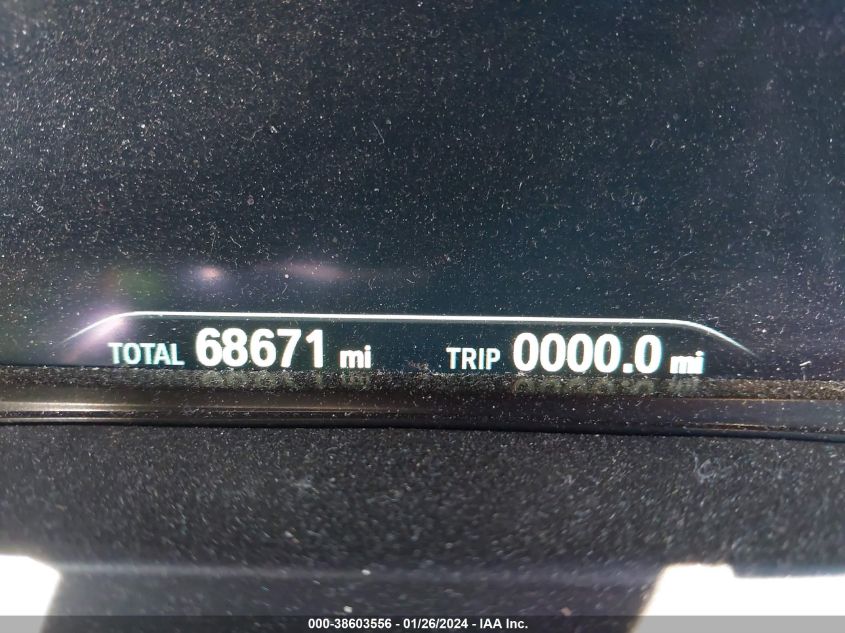 TOTAL 68671 mi TRIP 0000.0 mi
000-38603556 - 01/26/2024 - IAA Inc.